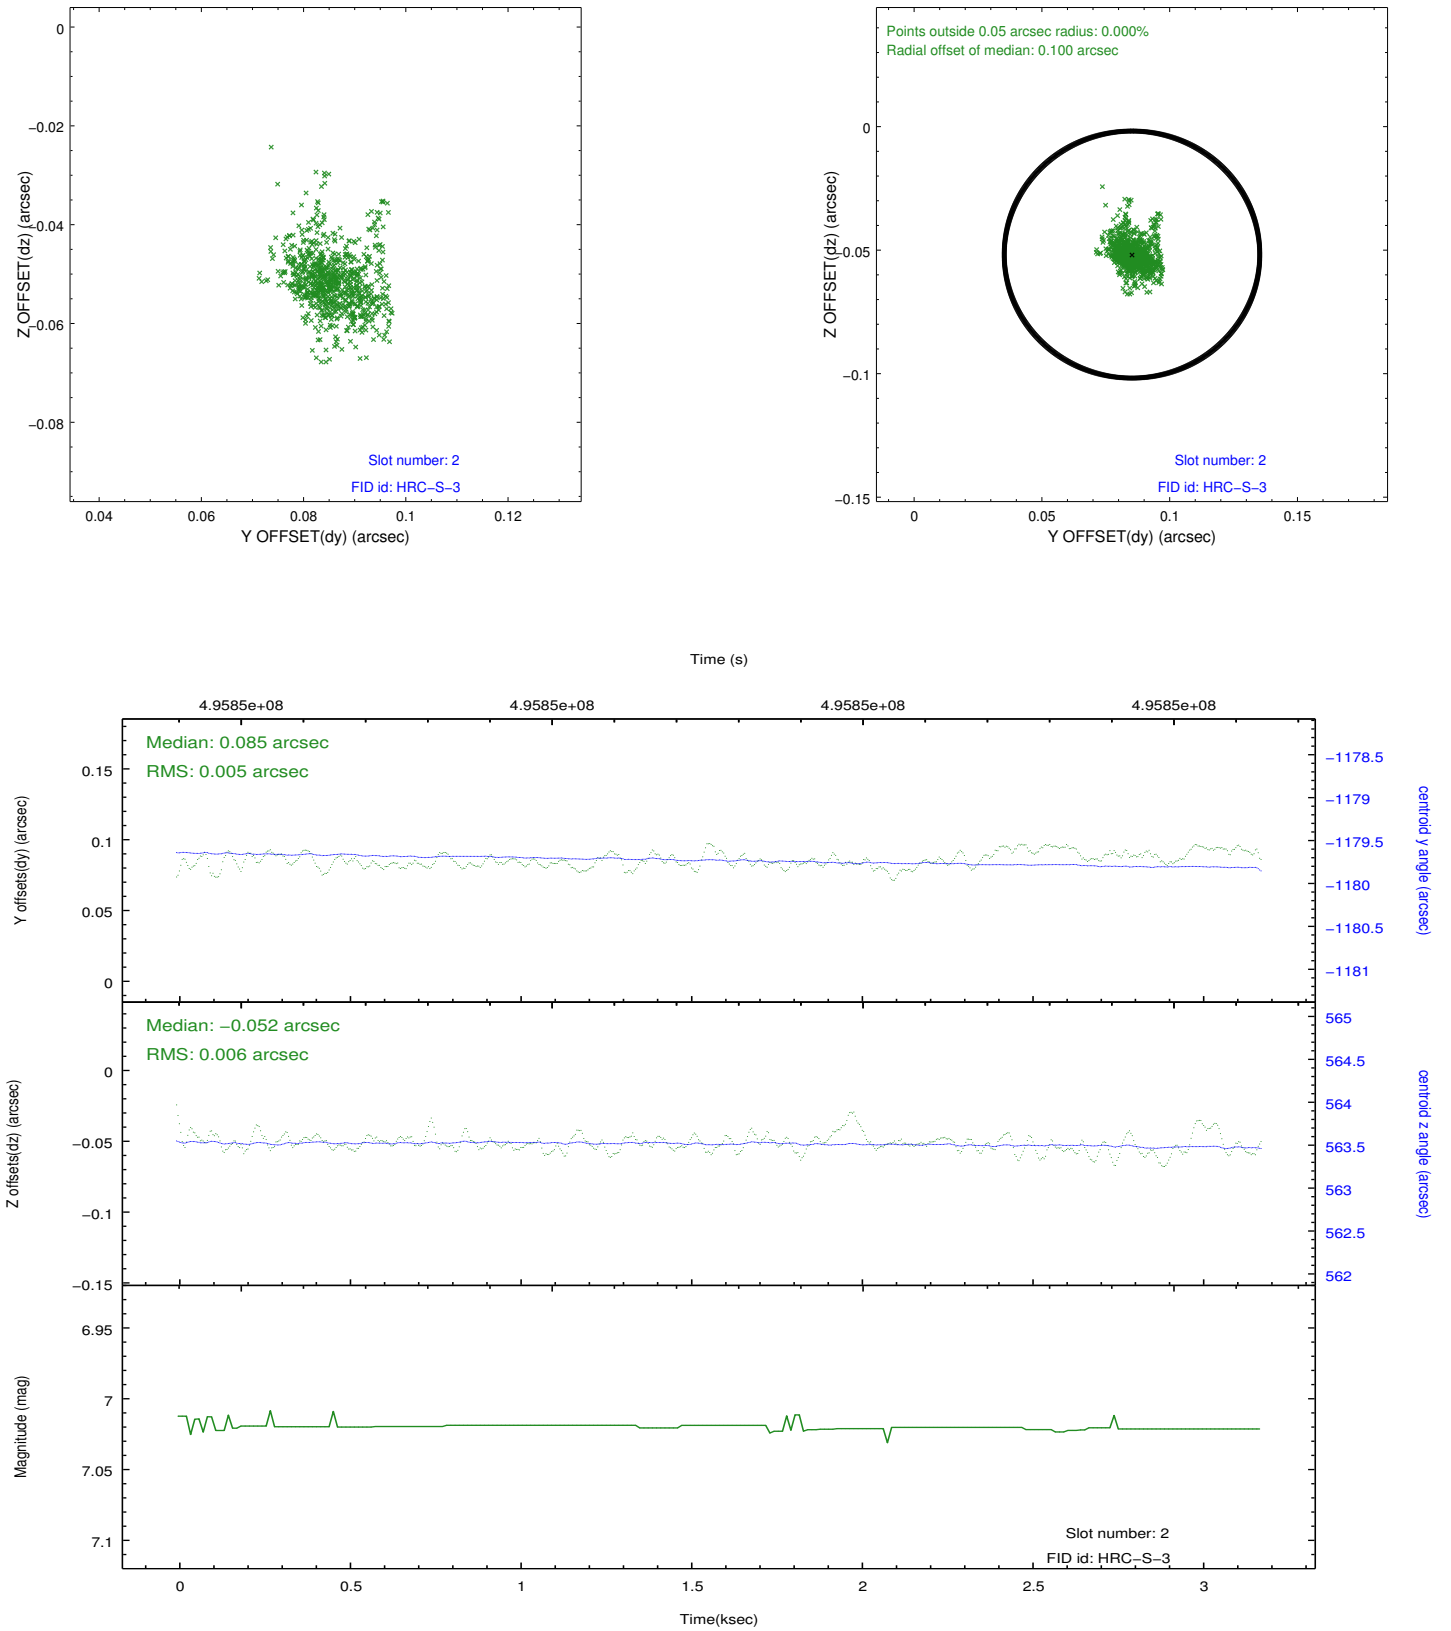 0
−0.02
−0.04
−0.06
−0.08
Z OFFSET(dz) (arcsec)
Slot number: 2
FID id: HRC−S−3
0.04 0.06 0.08 0.1 0.12
Y OFFSET(dy) (arcsec)
Points outside 0.05 arcsec radius: 0.000%
Radial offset of median: 0.100 arcsec
0
−0.05
−0.1
−0.15
Z OFFSET(dz) (arcsec)
Slot number: 2
FID id: HRC−S−3
0 0.05 0.1 0.15
Y OFFSET(dy) (arcsec)
Time (s)
4.9585e+08 4.9585e+08 4.9585e+08 4.9585e+08
Median: 0.085 arcsec
RMS: 0.005 arcsec
0.15
0.1
0.05
0
Y offsets(dy) (arcsec)
−1178.5
−1179
−1179.5
−1180
−1180.5
−1181
centroid y angle (arcsec)
Median: −0.052 arcsec
RMS: 0.006 arcsec
0
−0.05
−0.1
−0.15
Z offsets(dz) (arcsec)
565
564.5
564
563.5
563
562.5
562
centroid z angle (arcsec)
6.95
7
7.05
7.1
Magnitude (mag)
Slot number: 2
FID id: HRC−S−3
0 0.5 1 1.5 2 2.5 3
Time(ksec)